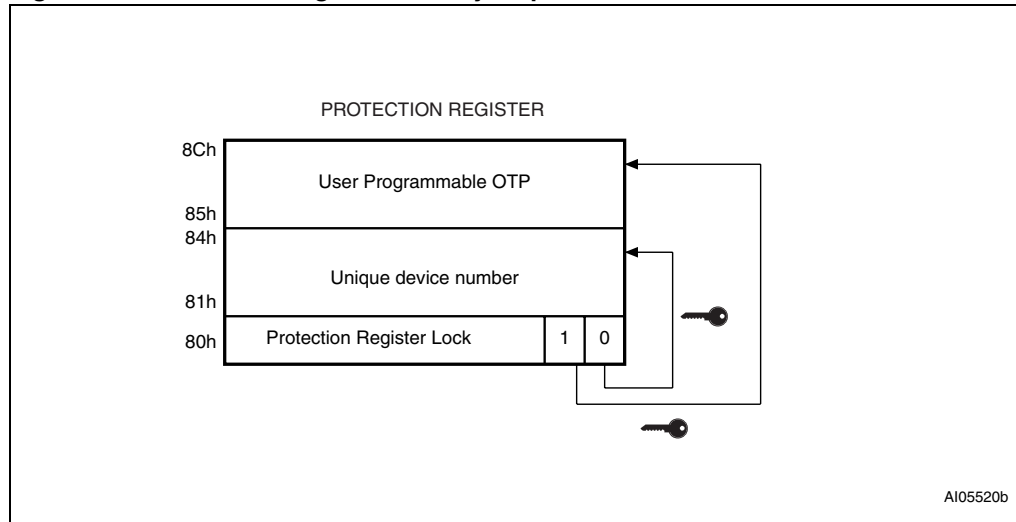 PROTECTION REGISTER
8Ch
User Programmable OTP
85h
84h
Unique device number
81h
80h
Protection Register Lock
1
0
AI05520b